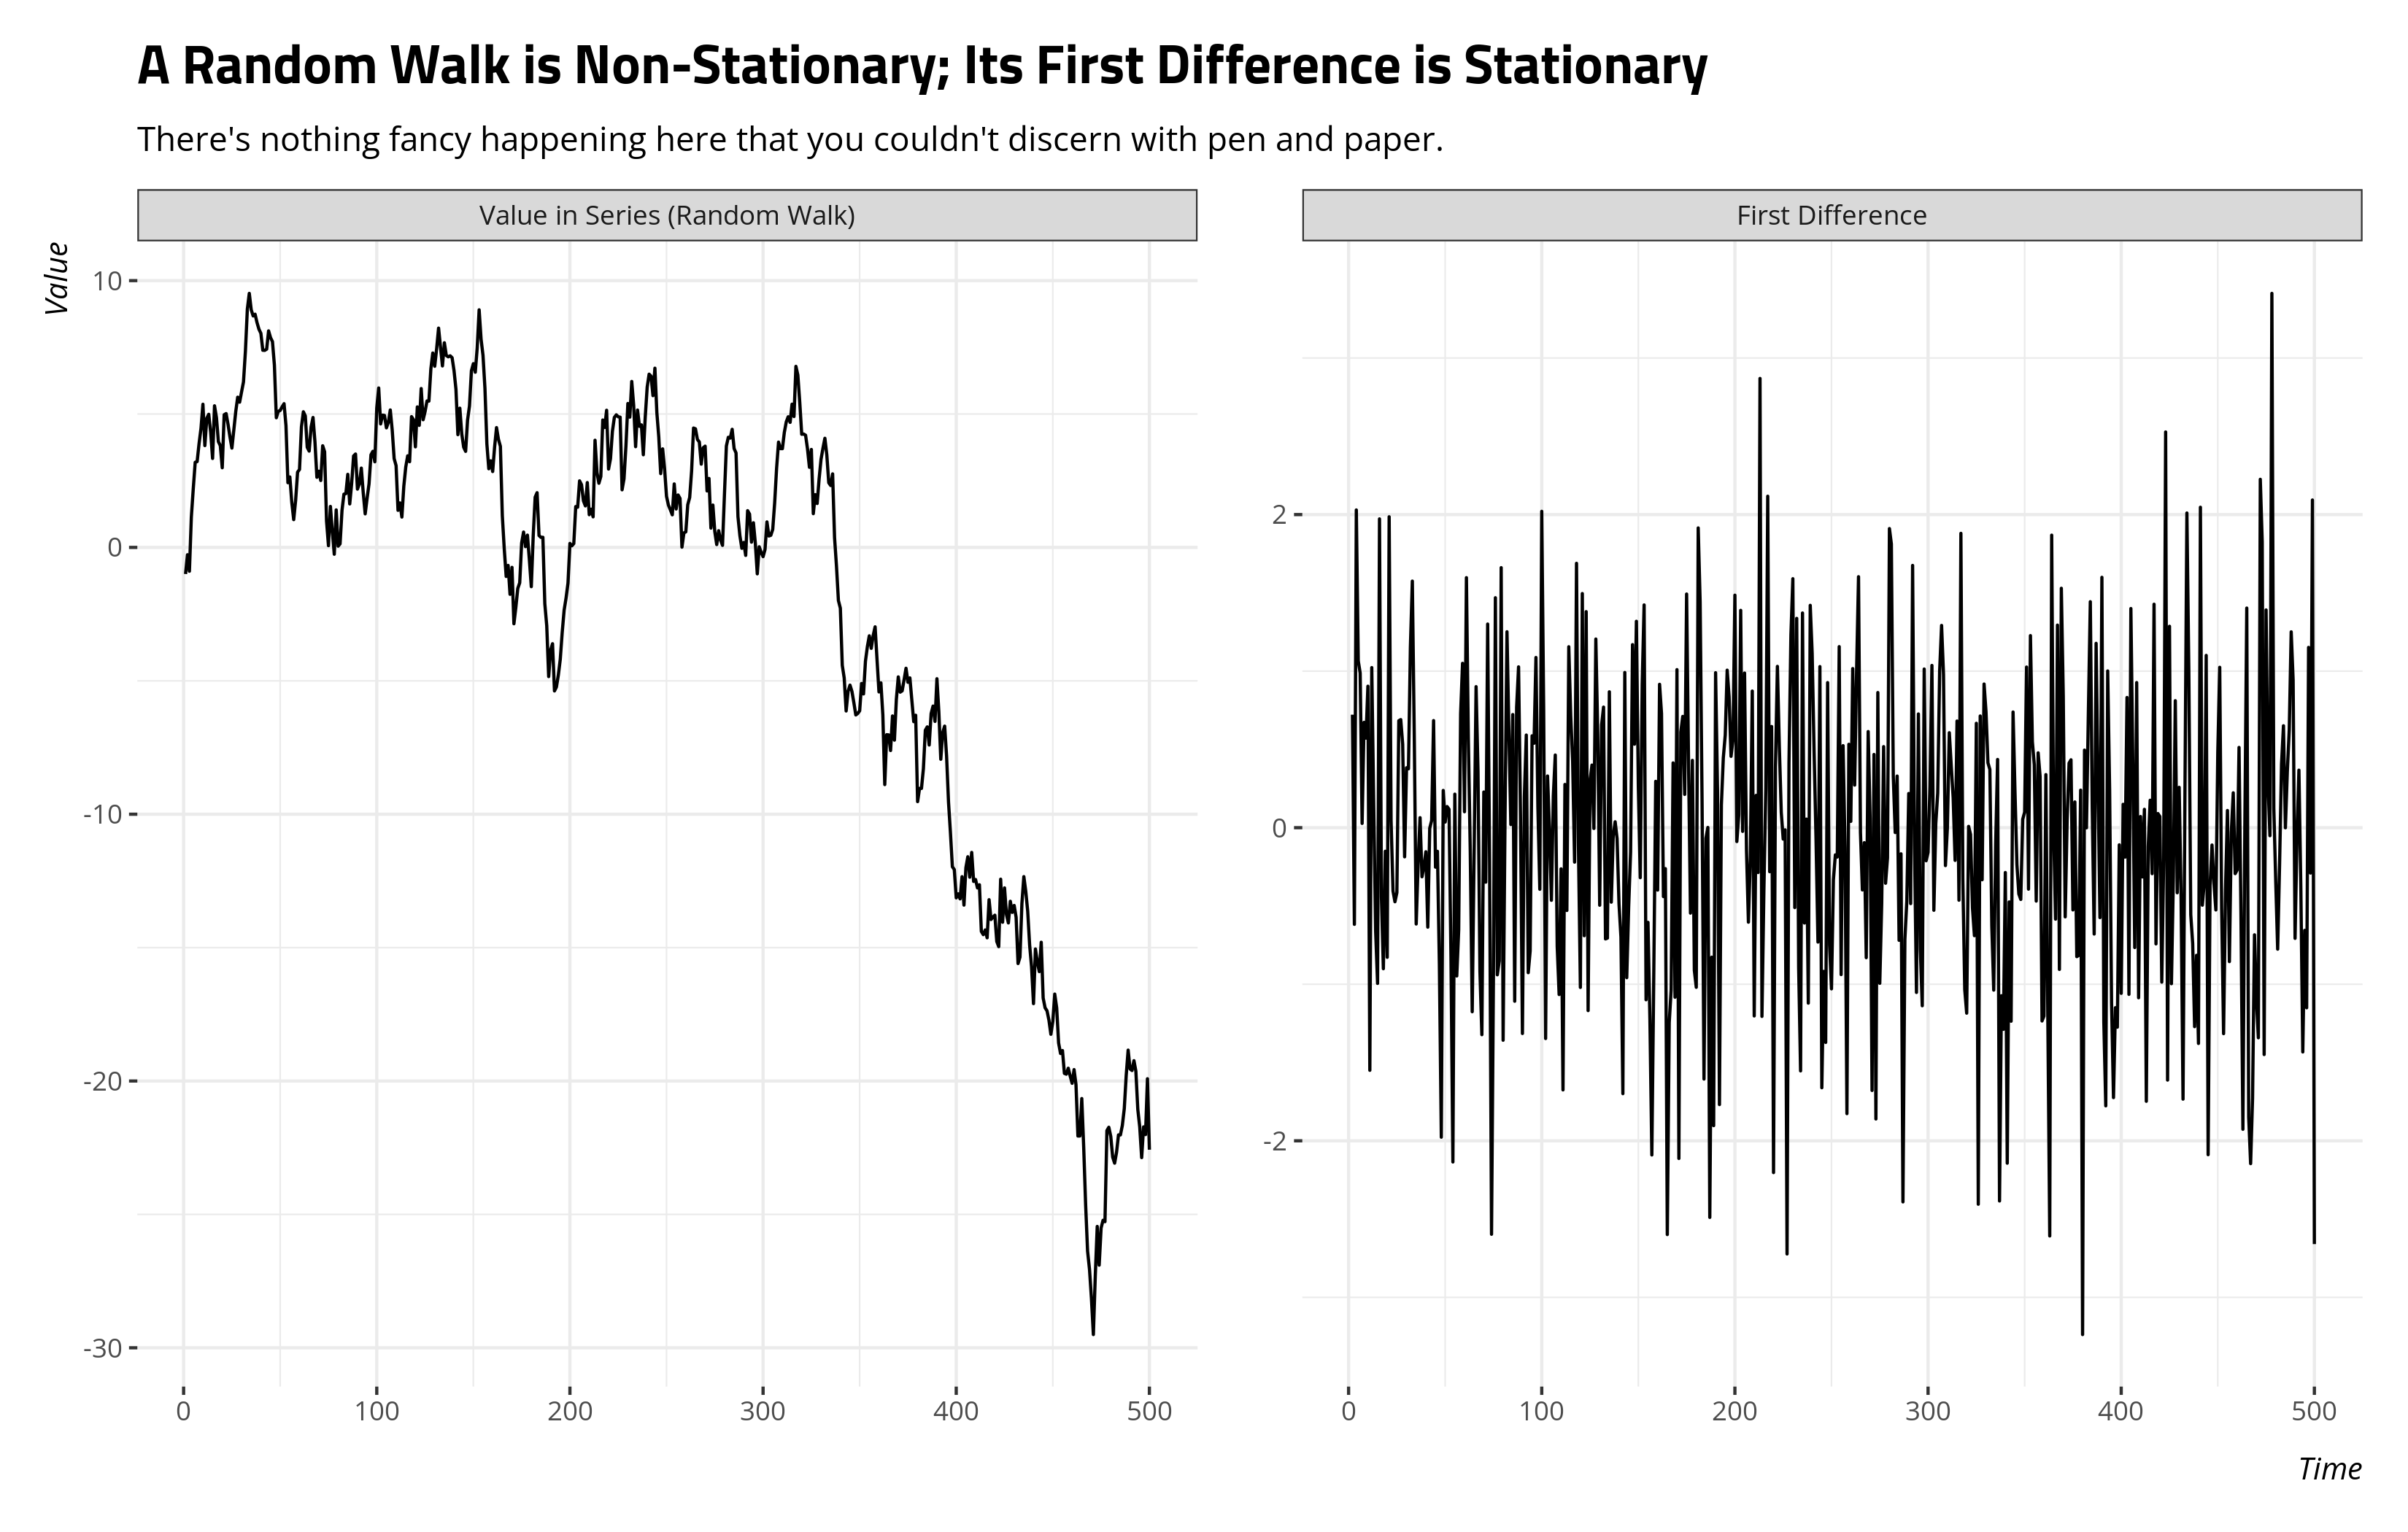 A Random Walk is Non-Stationary; Its First Difference is Stationary
There's nothing fancy happening here that you couldn't discern with pen and paper.
Value in Series (Random Walk)
First Difference
Value
10
0
-10
-20
-30
2
0
-2
0 100 200 300 400 500
0 100 200 300 400 500
Time